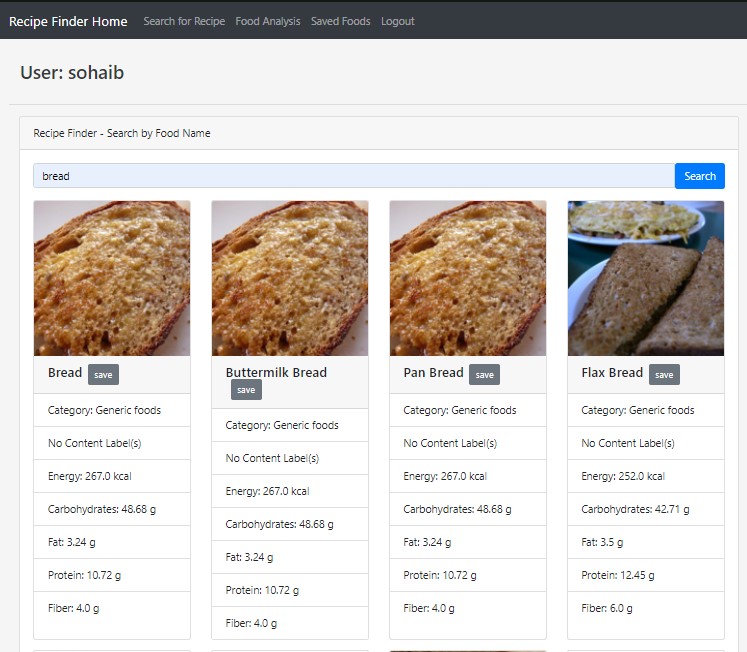 Recipe Finder Home Search for Recipe Food Analysis Saved Foods Logout
User: sohaib
Recipe Finder - Search by Food Name
bread Search
Bread save
Category: Generic foods
No Content Label(s)
Energy: 267.0 kcal
Carbohydrates: 48.68 g
Fat: 3.24 g
Protein: 10.72 g
Fiber: 4.0 g
Buttermilk Bread
save
Category: Generic foods
No Content Label(s)
Energy: 267.0 kcal
Carbohydrates: 48.68 g
Fat: 3.24 g
Protein: 10.72 g
Fiber: 4.0 g
Pan Bread save
Category: Generic foods
No Content Label(s)
Energy: 267.0 kcal
Carbohydrates: 48.68 g
Fat: 3.24 g
Protein: 10.72 g
Fiber: 4.0 g
Flax Bread save
Category: Generic foods
No Content Label(s)
Energy: 252.0 kcal
Carbohydrates: 42.71 g
Fat: 3.5 g
Protein: 12.45 g
Fiber: 6.0 g